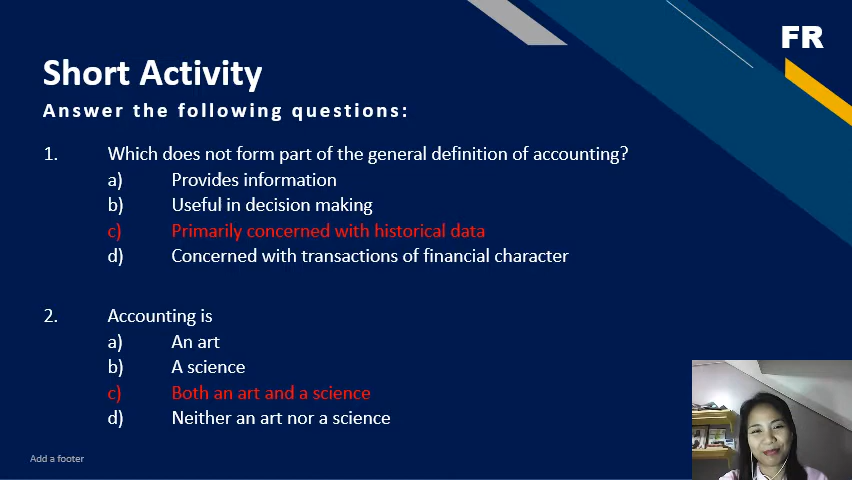 FR
Short Activity
Answer the following questions:
1. Which does not form part of the general definition of accounting?
a) Provides information
b) Useful in decision making
c) Primarily concerned with historical data
d) Concerned with transactions of financial character
2. Accounting is
a) An art
b) A science
c) Both an art and a science
d) Neither an art nor a science
Add a footer